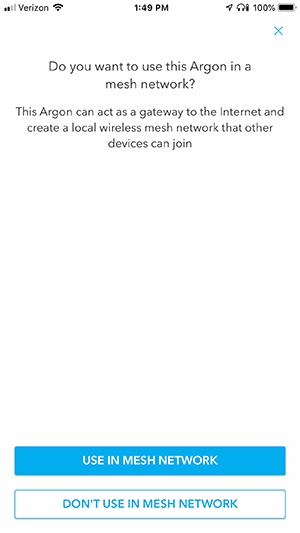 Verizon 1:49 PM 100%
Do you want to use this Argon in a
mesh network?
This Argon can act as a gateway to the Internet and
create a local wireless mesh network that other
devices can join
USE IN MESH NETWORK
DON'T USE IN MESH NETWORK